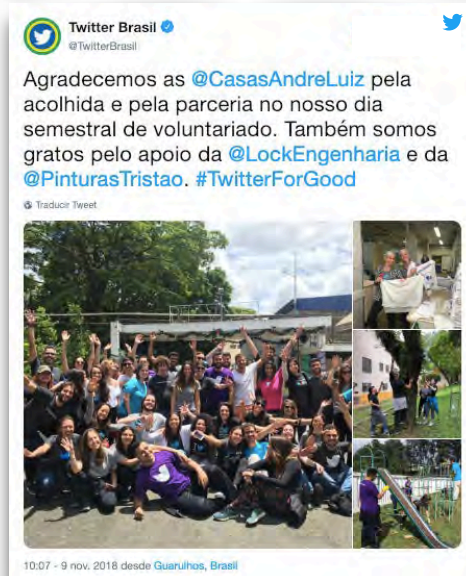 Twitter Brasil
@TwitterBrasil
Agradecemos as @CasasAndreLuiz pela
acolhida e pela parceria no nosso dia
semestral de voluntariado. Também somos
gratos pelo apoio da @LockEngenharia e da
@PinturasTristao. #TwitterForGood
Traducir Tweet
10:07 - 9 nov. 2018 desde Guarulhos, Brasil